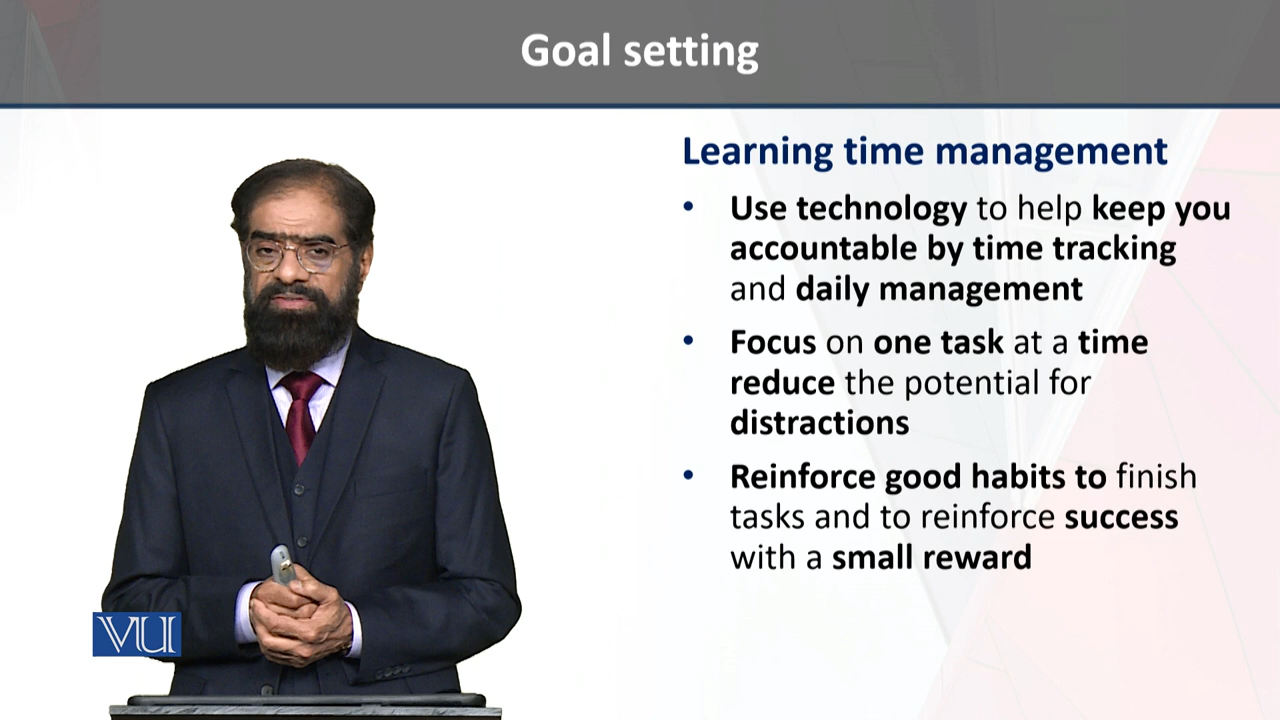 Goal setting
Learning time management
• Use technology to help keep you
accountable by time tracking
and daily management
• Focus on one task at a time
reduce the potential for
distractions
• Reinforce good habits to finish
tasks and to reinforce success
with a small reward
VU